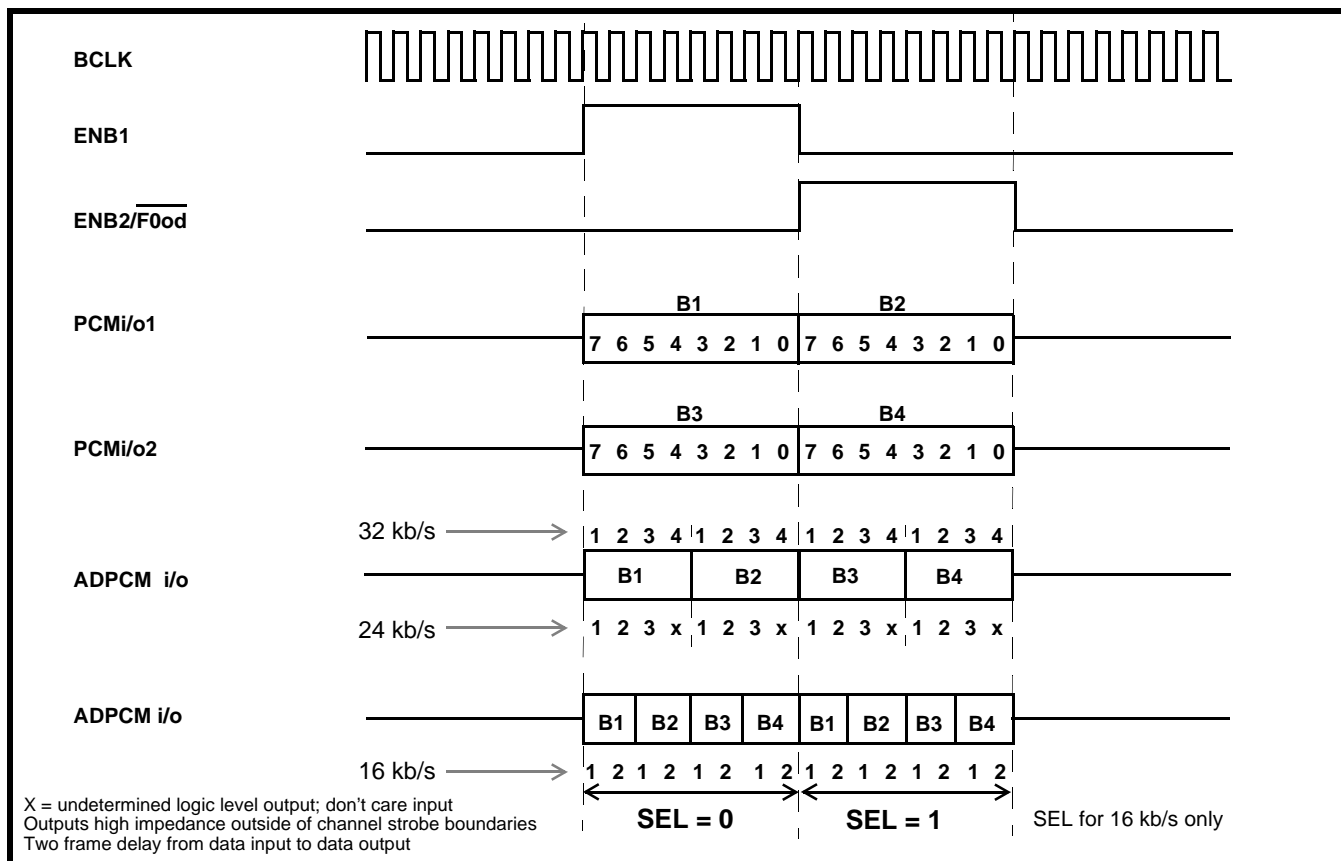 BCLK
ENB1
ENB2/F0od
B1 B2
PCMi/o1
7 6 5 4 3 2 1 0 7 6 5 4 3 2 1 0
B3 B4
PCMi/o2
7 6 5 4 3 2 1 0 7 6 5 4 3 2 1 0
32 kb/s 1 2 3 4 1 2 3 4 1 2 3 4 1 2 3 4
ADPCM i/o B1 B2 B3 B4
24 kb/s 1 2 3 x 1 2 3 x 1 2 3 x 1 2 3 x
ADPCM i/o B1 B2 B3 B4 B1 B2 B3 B4
16 kb/s 1 2 1 2 1 2 1 2 1 2 1 2 1 2 1 2
X = undetermined logic level output; don't care input
Outputs high impedance outside of channel strobe boundaries
Two frame delay from data input to data output
SEL = 0 SEL = 1 SEL for 16 kb/s only